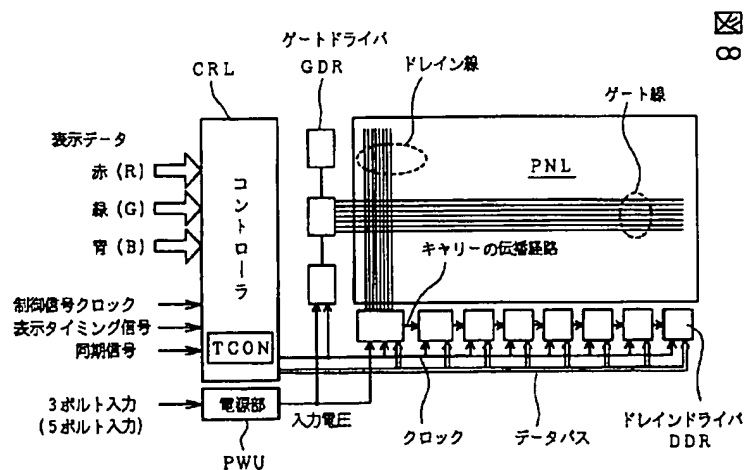 図
8
CRL
ゲートドライバ
GDR
ドレイン線
ゲート線
表示データ
赤 (R)
緑 (G)
青 (B)
コントローラ
PNL
キャリーの伝播経路
制御信号クロック
表示タイミング信号
同期信号
TCON
3ボルト入力
(5ボルト入力)
電源部
PWU
入力電圧
クロック
データバス
ドレインドライバ
DDR